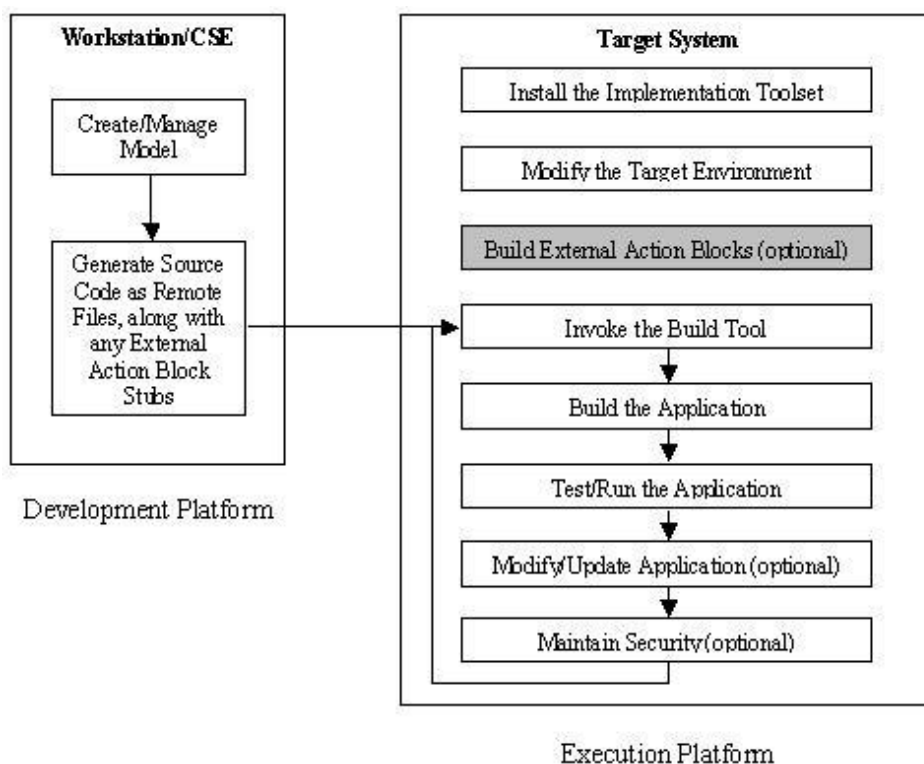 Workstation/CSE
Create/Manage
Model
Generate Source
Code as Remote
Files, along with
any External
Action Block
Stubs
Development Platform
Target System
Install the Implementation Toolset
Modify the Target Environment
Build External Action Blocks (optional)
Invoke the Build Tool
Build the Application
Test/Run the Application
Modify/Update Application (optional)
Maintain Security (optional)
Execution Platform